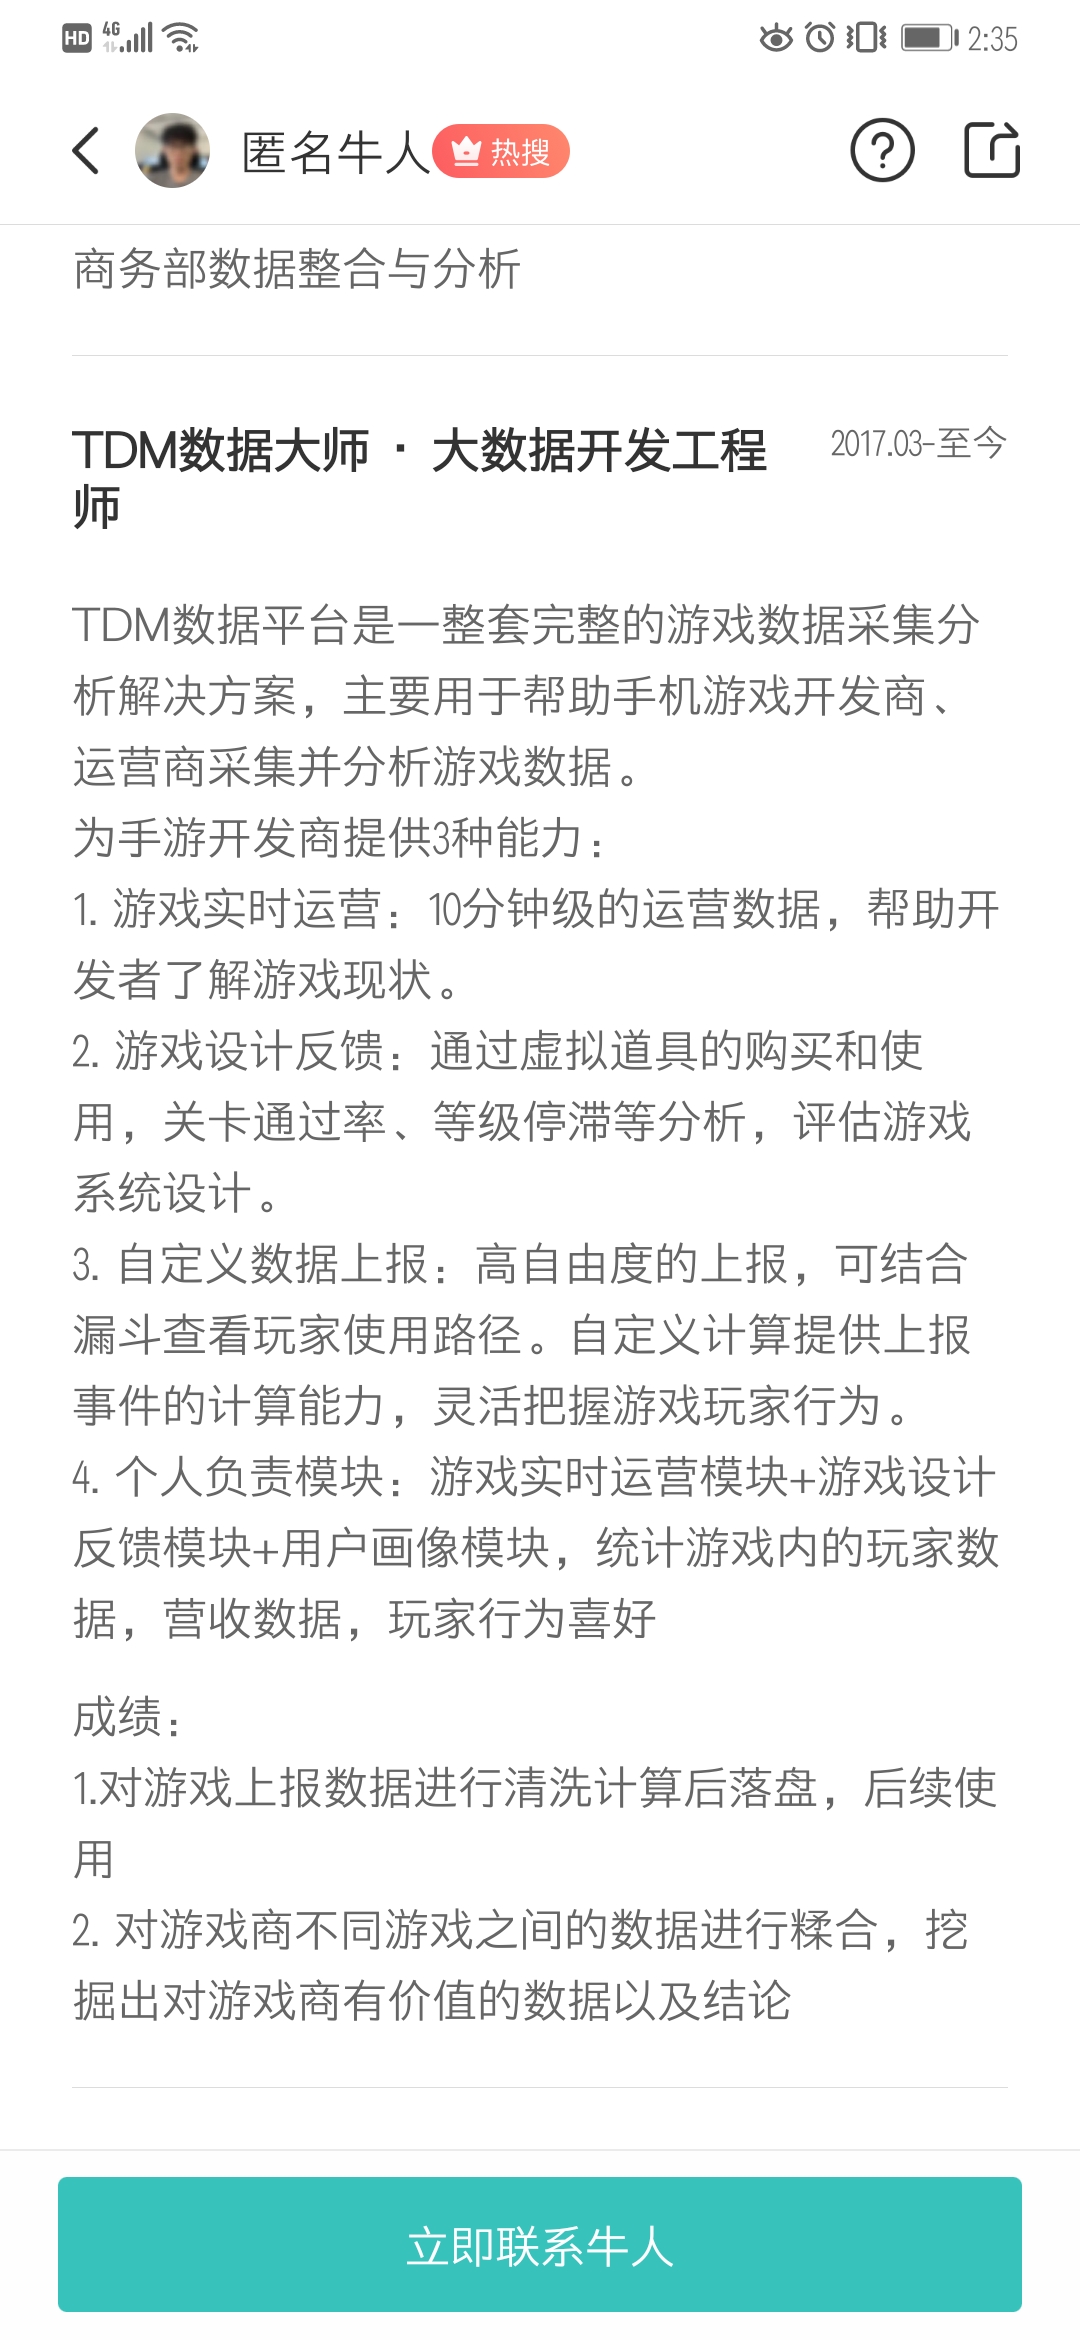 HD 4G 2:35
匿名牛人 热搜
商务部数据整合与分析
TDM数据大师 · 大数据开发工程 2017.03-至今
师
TDM数据平台是一整套完整的游戏数据采集分
析解决方案，主要用于帮助手机游戏开发商、
运营商采集并分析游戏数据。
为手游开发商提供3种能力：
1. 游戏实时运营：10分钟级的运营数据，帮助开
发者了解游戏现状。
2. 游戏设计反馈：通过虚拟道具的购买和使
用，关卡通过率、等级停滞等分析，评估游戏
系统设计。
3. 自定义数据上报：高自由度的上报，可结合
漏斗查看玩家使用路径。自定义计算提供上报
事件的计算能力，灵活把握游戏玩家行为。
4. 个人负责模块：游戏实时运营模块+游戏设计
反馈模块+用户画像模块，统计游戏内的玩家数
据，营收数据，玩家行为喜好
成绩：
1.对游戏上报数据进行清洗计算后落盘，后续使
用
2. 对游戏商不同游戏之间的数据进行糅合，挖
掘出对游戏商有价值的数据以及结论
立即联系牛人